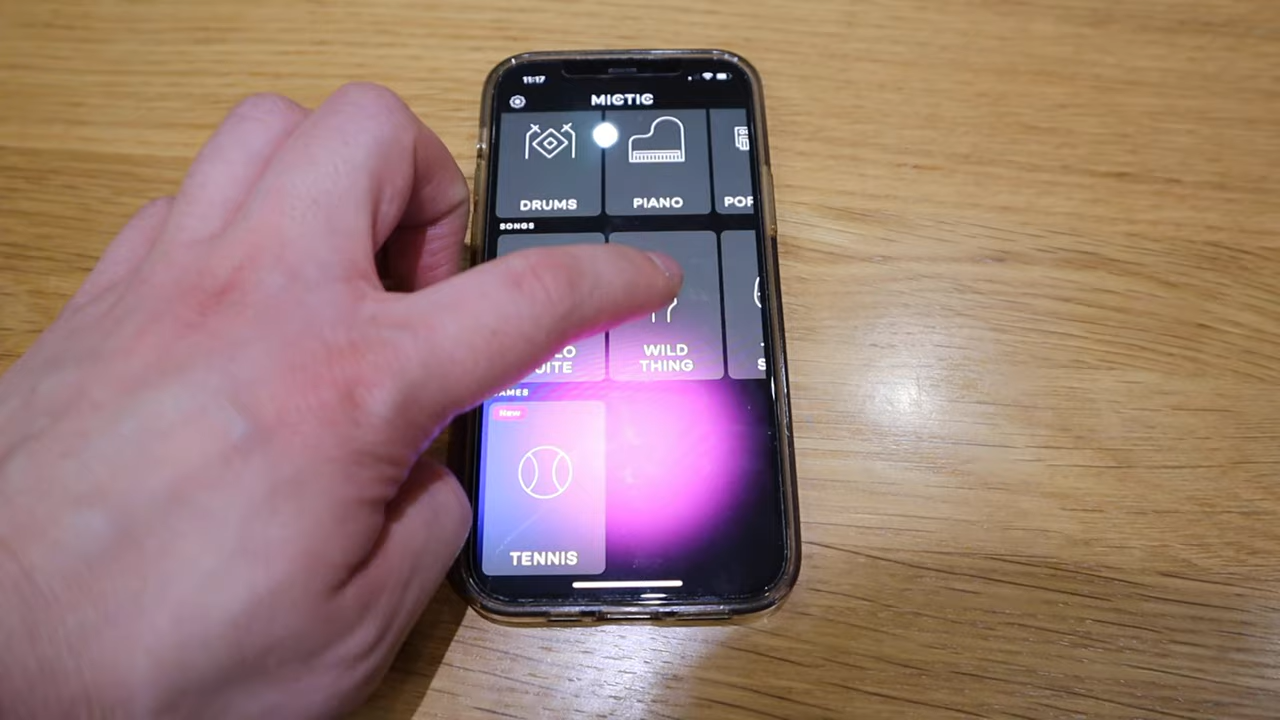 11:17
MICTIC
DRUMS
PIANO
SONGS
WILD
THING
New
TENNIS